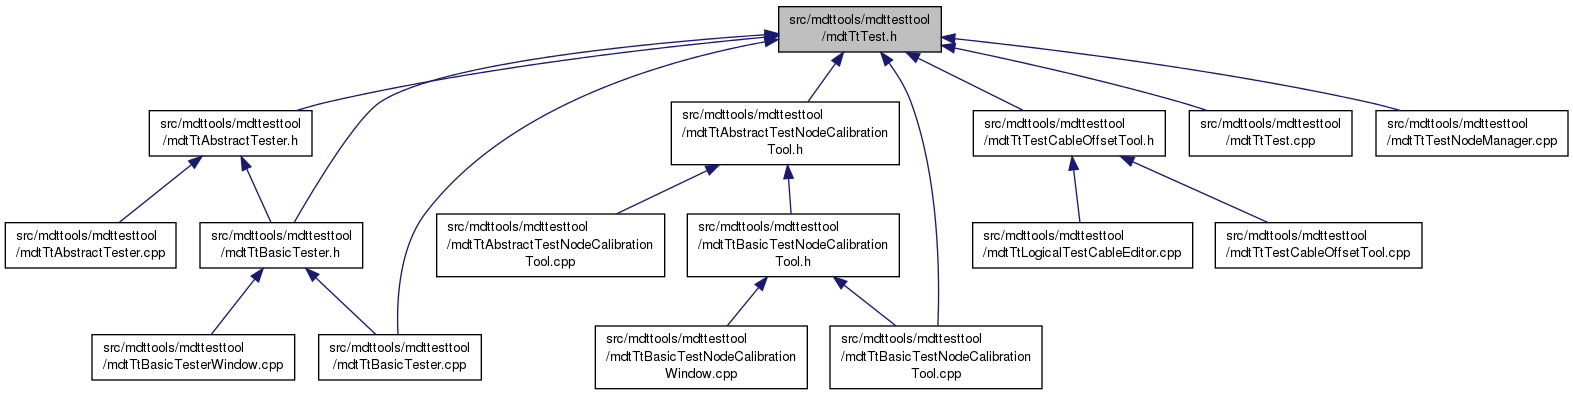 src/mdttools/mdttesttool
/mdtTtTest.h
src/mdttools/mdttesttool
/mdtTtAbstractTester.h
src/mdttools/mdttesttool
/mdtTtAbstractTestNodeCalibration
Tool.h
src/mdttools/mdttesttool
/mdtTtTestCableOffsetTool.h
src/mdttools/mdttesttool
/mdtTtTest.cpp
src/mdttools/mdttesttool
/mdtTtTestNodeManager.cpp
src/mdttools/mdttesttool
/mdtTtAbstractTester.cpp
src/mdttools/mdttesttool
/mdtTtBasicTester.h
src/mdttools/mdttesttool
/mdtTtAbstractTestNodeCalibration
Tool.cpp
src/mdttools/mdttesttool
/mdtTtBasicTestNodeCalibration
Tool.h
src/mdttools/mdttesttool
/mdtTtLogicalTestCableEditor.cpp
src/mdttools/mdttesttool
/mdtTtTestCableOffsetTool.cpp
src/mdttools/mdttesttool
/mdtTtBasicTesterWindow.cpp
src/mdttools/mdttesttool
/mdtTtBasicTester.cpp
src/mdttools/mdttesttool
/mdtTtBasicTestNodeCalibration
Window.cpp
src/mdttools/mdttesttool
/mdtTtBasicTestNodeCalibration
Tool.cpp